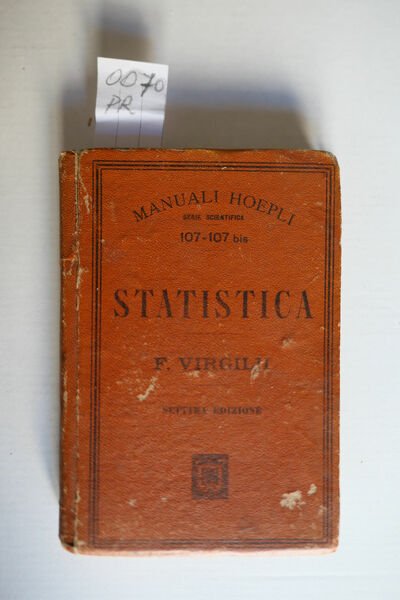 0070
PR
MANUALI HOEPLI
SERIE SCIENTIFICA
107-107 bis
STATISTICA
F. VIRGILII
SETTIMA EDIZIONE